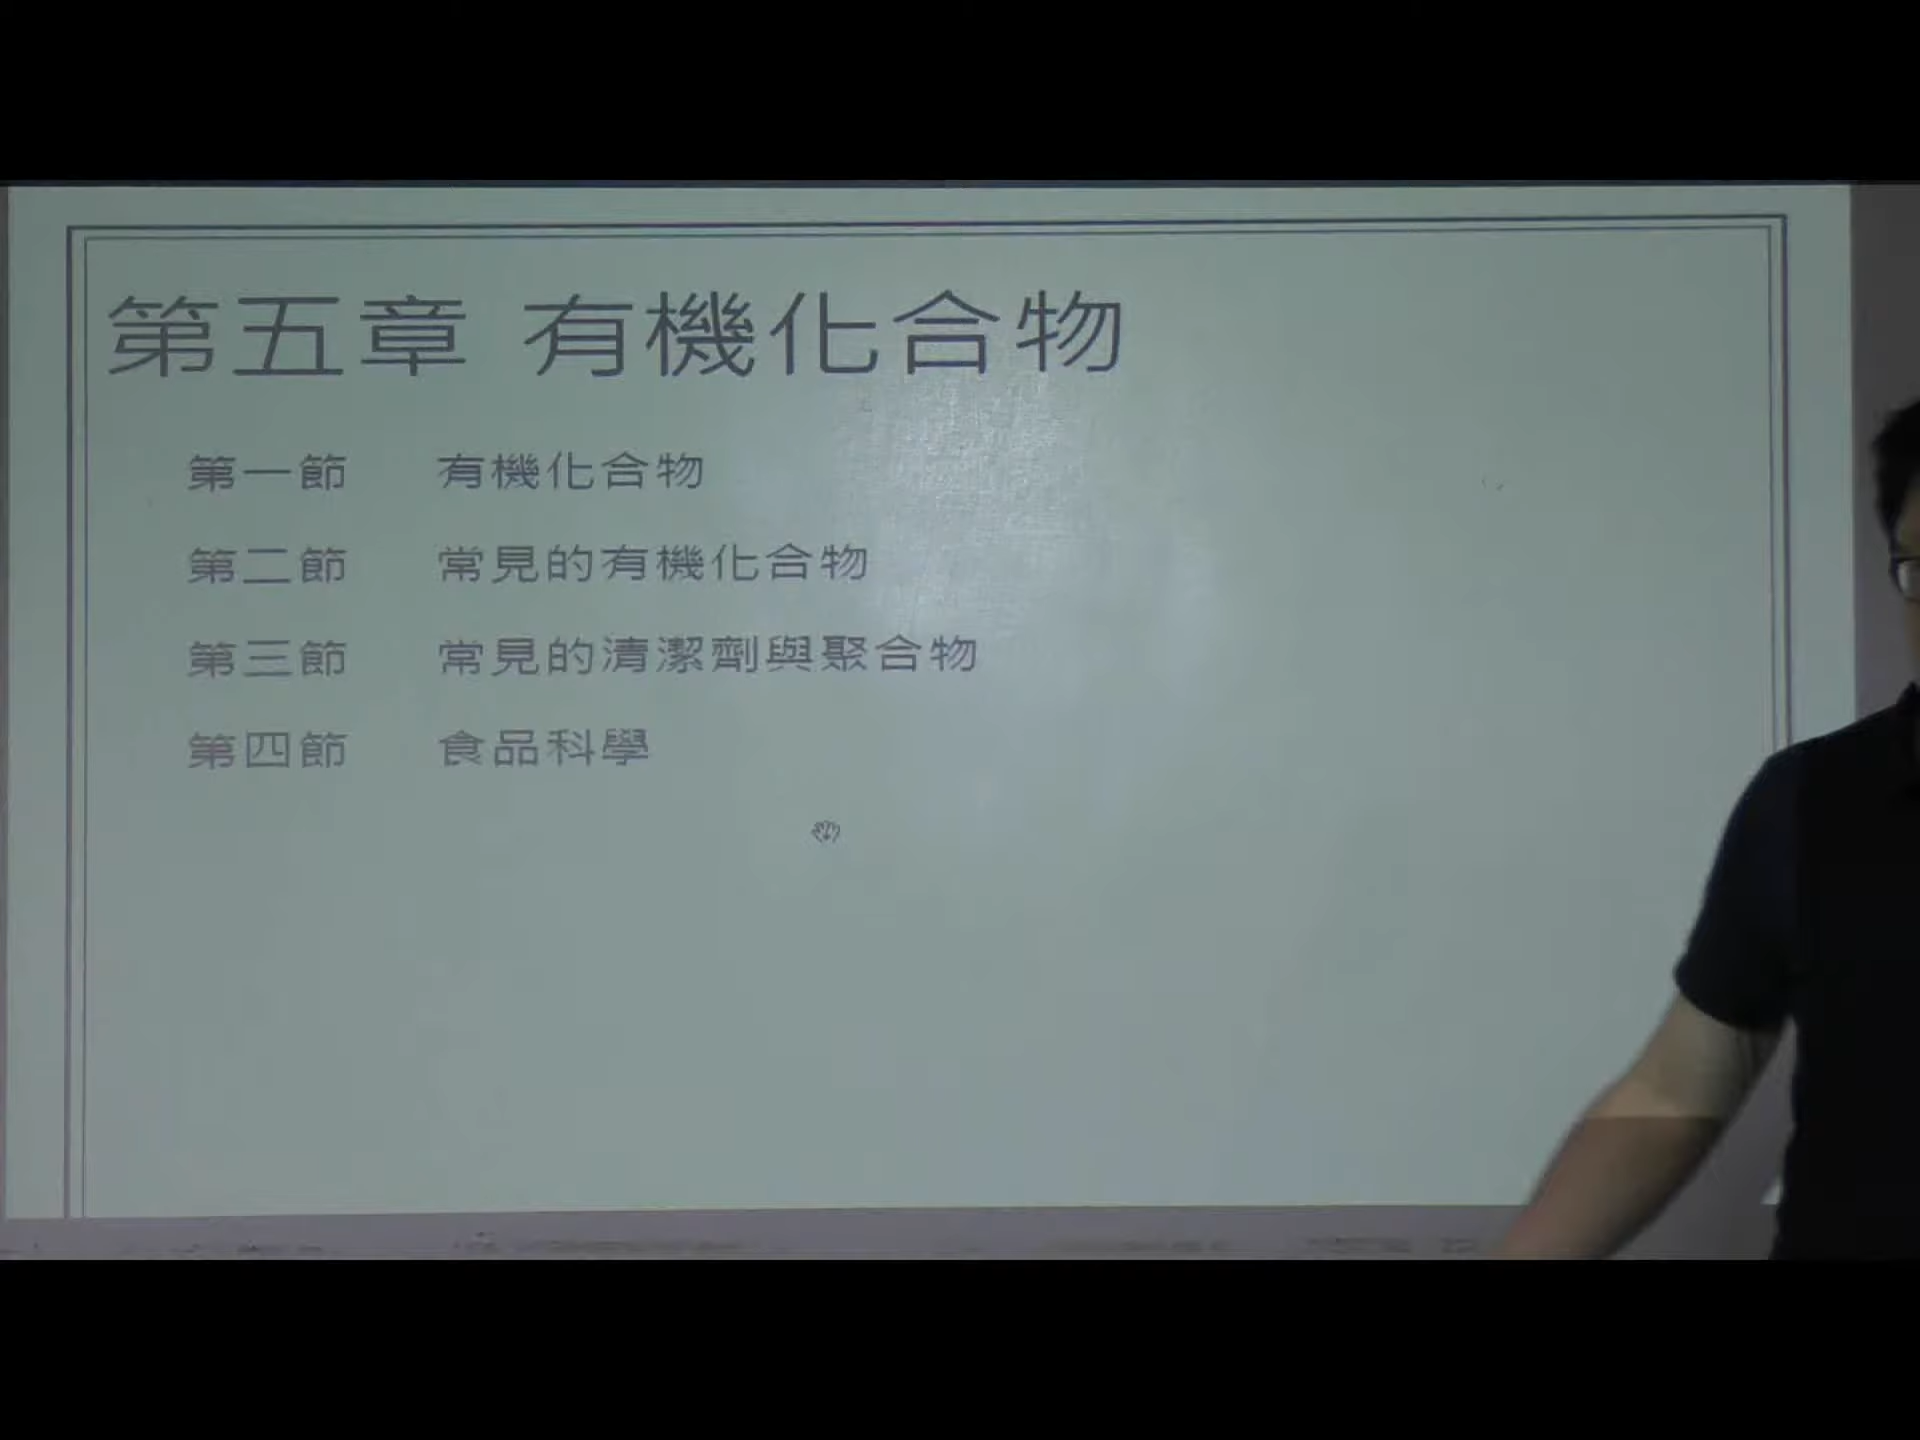 第五章 有機化合物
第一節 有機化合物
第二節 常見的有機化合物
第三節 常見的清潔劑與聚合物
第四節 食品科學